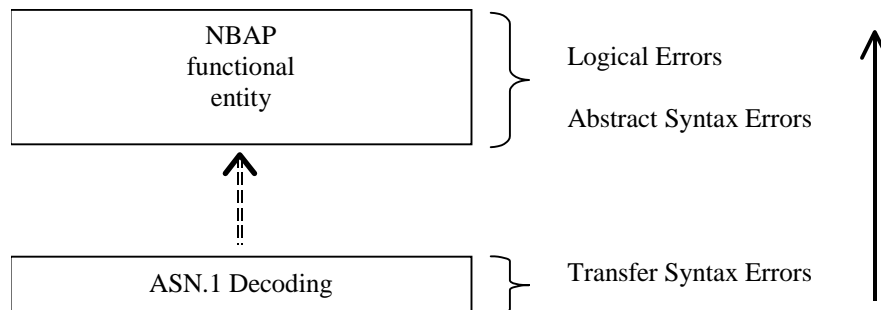 NBAP
functional
entity
Logical Errors
Abstract Syntax Errors
ASN.1 Decoding
Transfer Syntax Errors